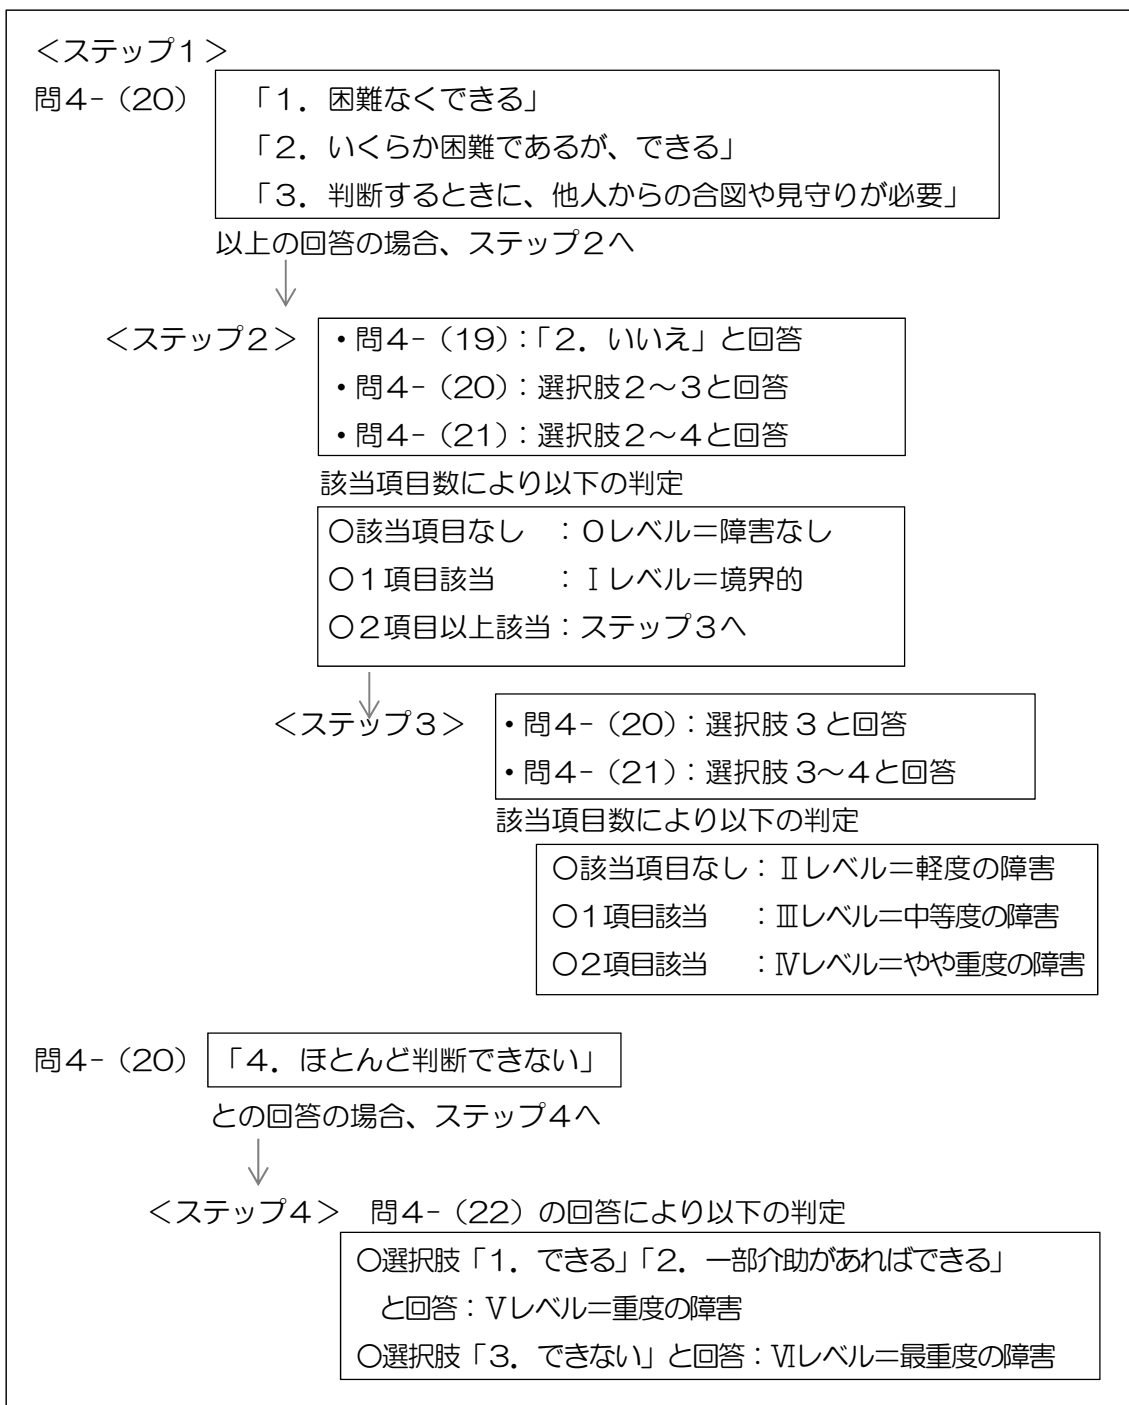 ＜ステップ１＞
問４-（20） 「１．困難なくできる」
「２．いくらか困難であるが、できる」
「３．判断するときに、他人からの合図や見守りが必要」
以上の回答の場合、ステップ２へ
＜ステップ２＞ ・問４-（19）：「２．いいえ」と回答
・問４-（20）：選択肢２～３と回答
・問４-（21）：選択肢２～４と回答
該当項目数により以下の判定
○該当項目なし　：０レベル＝障害なし
○１項目該当　　：Ⅰレベル＝境界的
○２項目以上該当：ステップ３へ
＜ステップ３＞ ・問４-（20）：選択肢 3 と回答
・問４-（21）：選択肢 3～４と回答
該当項目数により以下の判定
○該当項目なし：Ⅱレベル＝軽度の障害
○１項目該当　：Ⅲレベル＝中等度の障害
○２項目該当　：Ⅳレベル＝やや重度の障害
問４-（20） 「４．ほとんど判断できない」
との回答の場合、ステップ４へ
＜ステップ４＞ 問４-（22）の回答により以下の判定
○選択肢「１．できる」「２．一部介助があればできる」
と回答：Ⅴレベル＝重度の障害
○選択肢「３．できない」と回答：Ⅵレベル＝最重度の障害